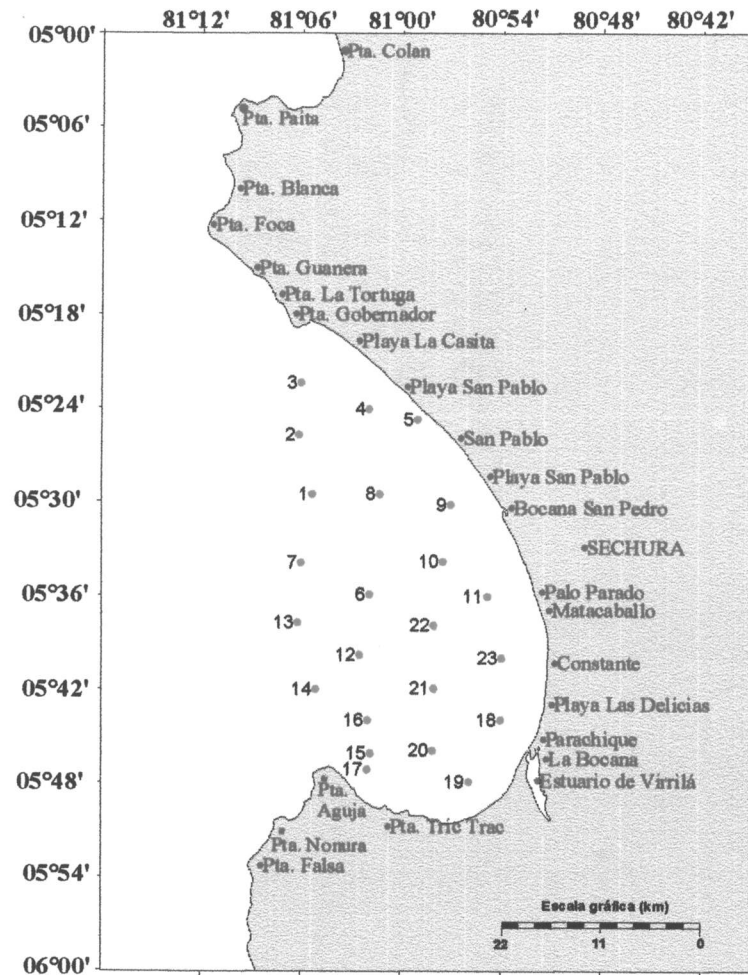 81°12' 81°06' 81°00' 80°54' 80°48' 80°42'
05°00'
Pta. Colan
05°06'
Pta. Paita
Pta. Blanca
05°12'
Pta. Foca
Pta. Guanera
Pta. La Tortuga
05°18'
Pta. Gobernador
Playa La Casita
3
Playa San Pablo
05°24'
4
5
2
San Pablo
Playa San Pablo
05°30'
1
8
9
Bocana San Pedro
SECHURA
7
10
05°36'
6
11
Palo Parado
Matacaballo
13
22
12
23
Constante
05°42'
14
21
Playa Las Delicias
16
18
Parachique
15
20
La Bocana
17
05°48'
19
Estuario de Virrilá
Pta.
Aguja
Pta. Tric Trac
Pta. Nonura
05°54'
Pta. Falsa
Escala gráfica (km)
22 11 0
06°00'